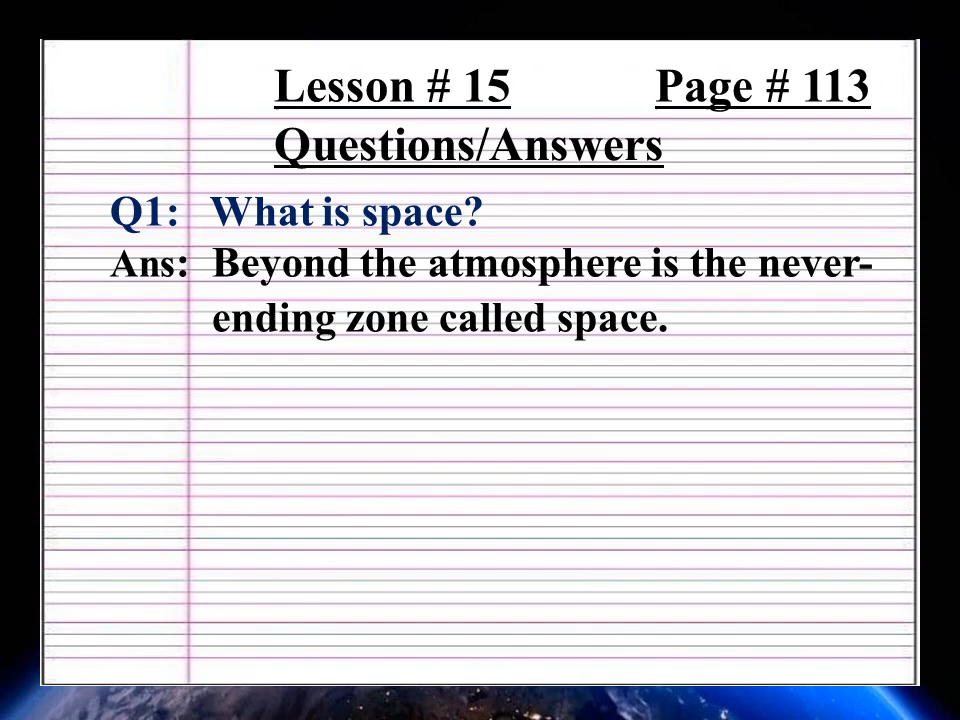 Lesson # 15 Page # 113
Questions/Answers
Q1: What is space?
Ans: Beyond the atmosphere is the never-
ending zone called space.